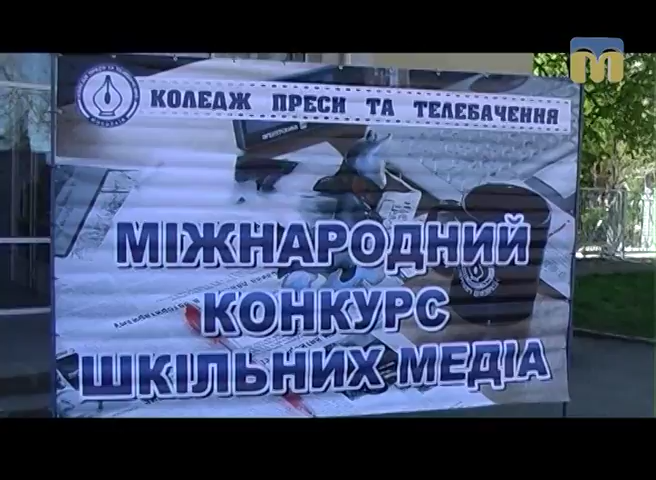 КОЛЕДЖ ПРЕСИ ТА ТЕЛЕБАЧЕННЯ
МІЖНАРОДНИЙ
КОНКУРС
ШКІЛЬНИХ МЕДІА